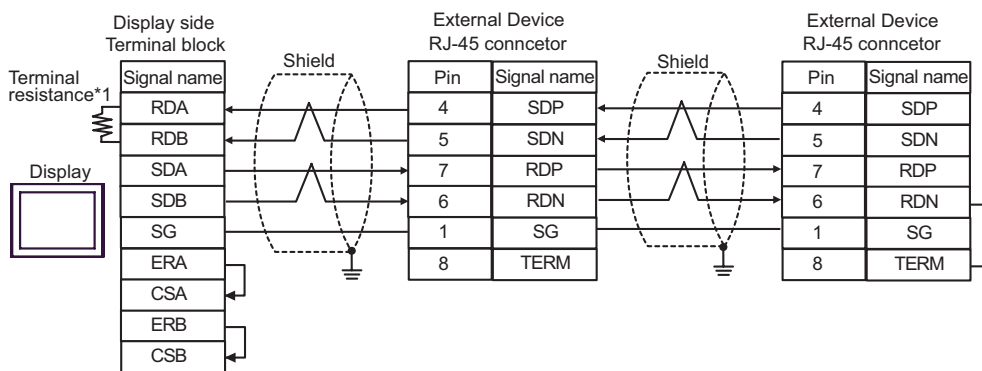 Display side
Terminal block
External Device
RJ-45 conncetor
External Device
RJ-45 conncetor
Terminal
resistance*1
Shield
Shield
Display
Signal name
RDA
RDB
SDA
SDB
SG
ERA
CSA
ERB
CSB
Pin Signal name
4 SDP
5 SDN
7 RDP
6 RDN
1 SG
8 TERM
Pin Signal name
4 SDP
5 SDN
7 RDP
6 RDN
1 SG
8 TERM